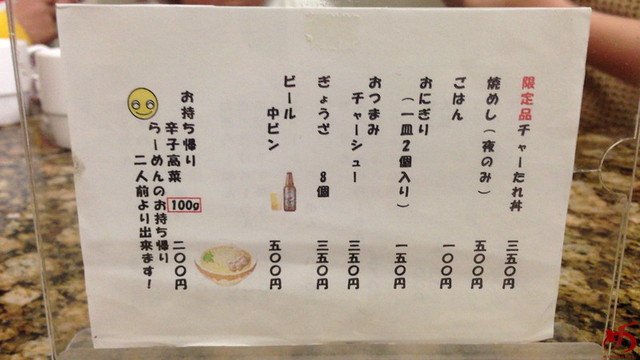 限定品チャーたれ丼 三五〇円
焼めし(夜のみ) 五〇〇円
ごはん 一〇〇円
おにぎり
(一皿2個入り) 一五〇円
おつまみ
チャーシュー 三五〇円
ぎょうざ 8個 三五〇円
ビール
中ビン 五〇〇円
お持ち帰り
辛子高菜 100g 二〇〇円
らーめんのお持ち帰り
二人前より出来ます!